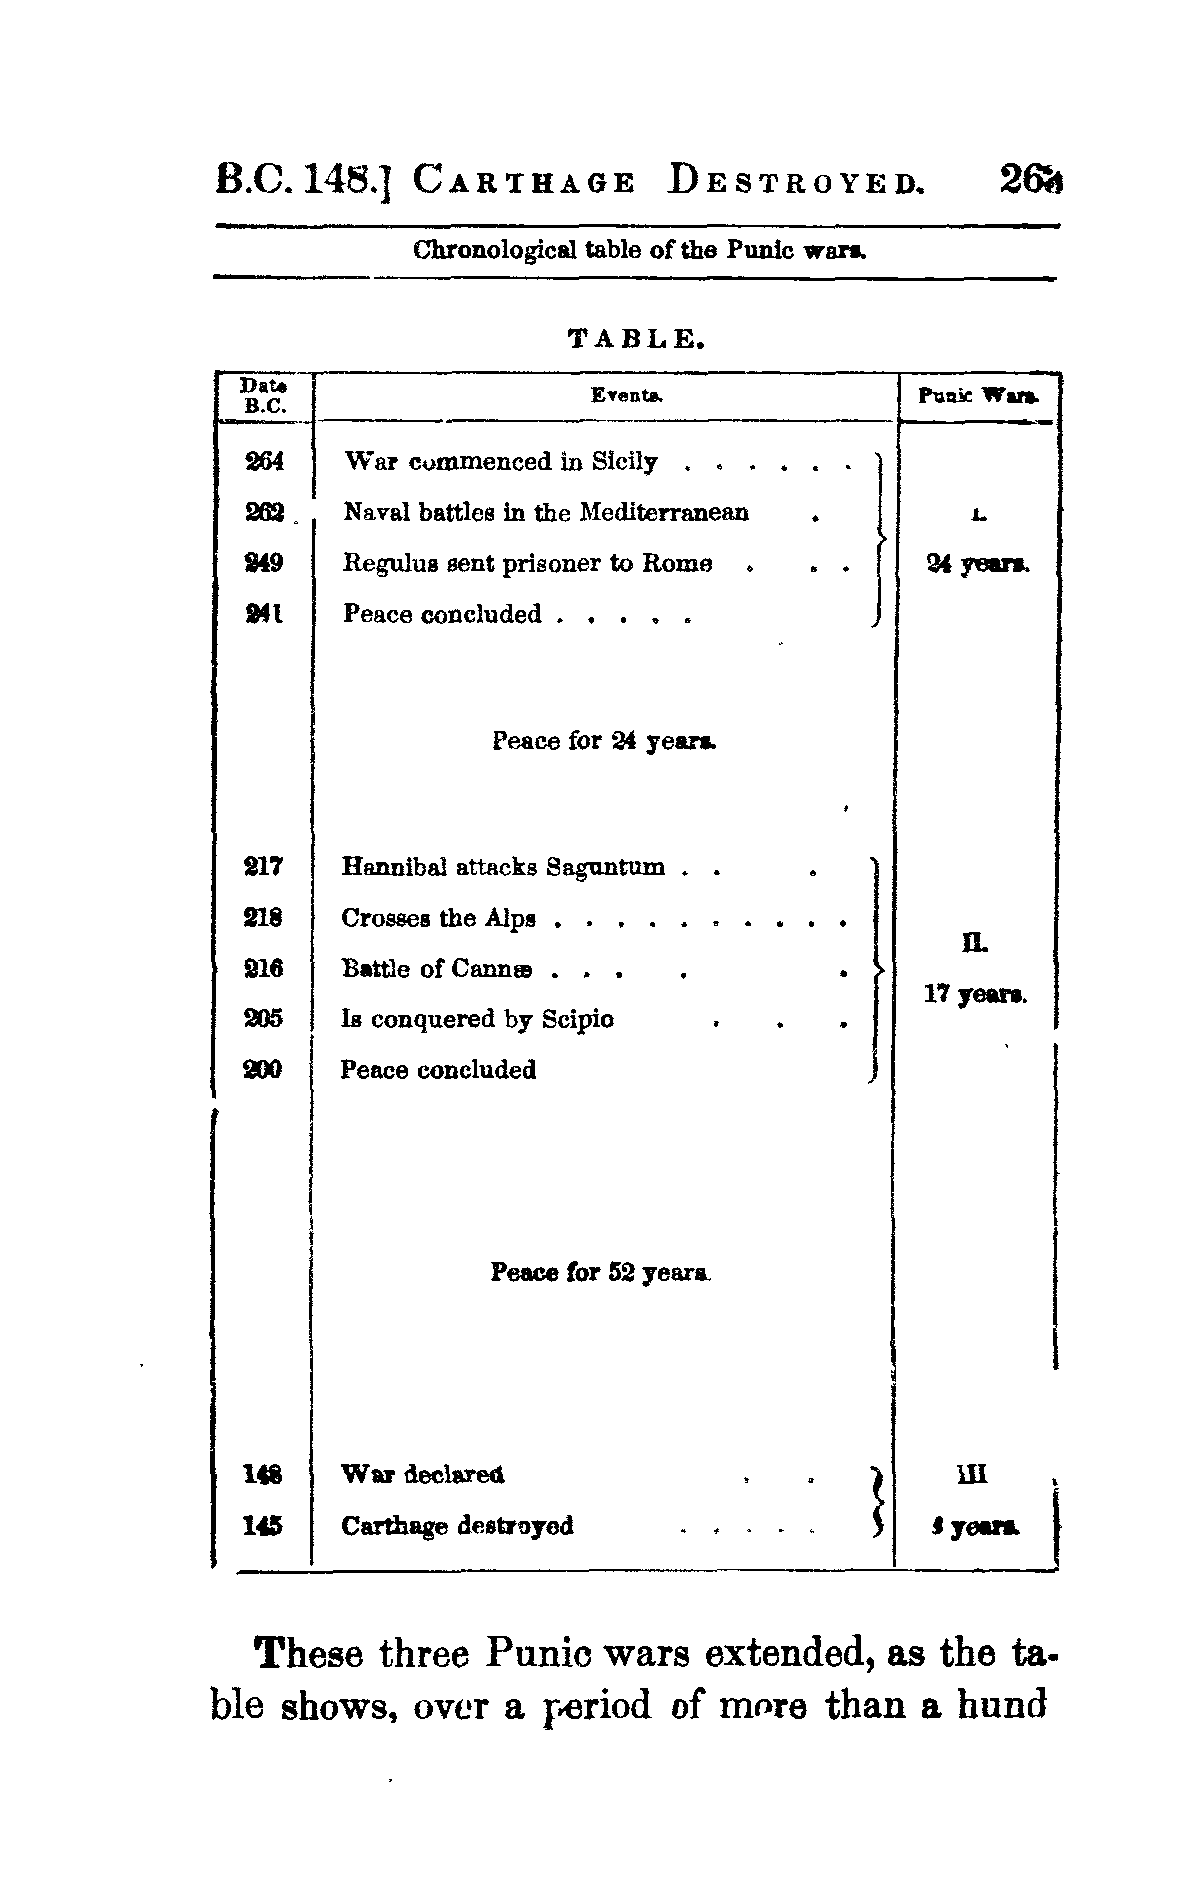 B.C. 148.] CARTHAGE DESTROYED.
Chronological table of the Punic wars.
TABLE.
Date B.C. Events. Punic Wars.
264 War commenced in Sicily . . . . . .
262 Naval battles in the Mediterranean . I.
249 Regulus sent prisoner to Rome . . . 24 years.
241 Peace concluded . . . . .
Peace for 24 years.
217 Hannibal attacks Saguntum . . .
218 Crosses the Alps . . . . . . . . . .
II.
216 Battle of Cannæ . . . . .
17 years.
205 Is conquered by Scipio . . .
200 Peace concluded
Peace for 52 years.
148 War declared . . III
145 Carthage destroyed . . . . . years.
These three Punic wars extended, as the ta-
ble shows, over a period of more than a hund